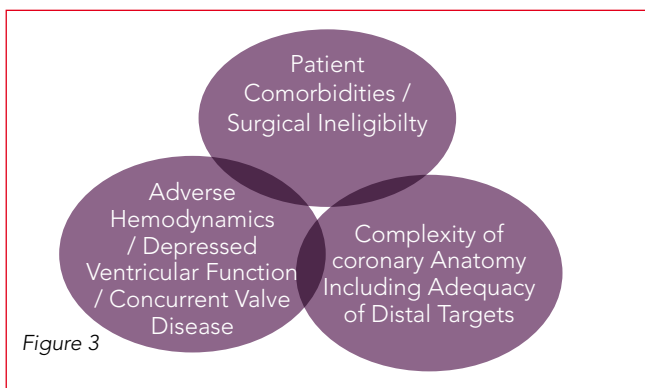 Patient
Comorbidities /
Surgical Ineligibilty
Adverse
Hemodynamics
/ Depressed
Ventricular Function
/ Concurrent Valve
Disease
Complexity of
coronary Anatomy
Including Adequacy
of Distal Targets
Figure 3